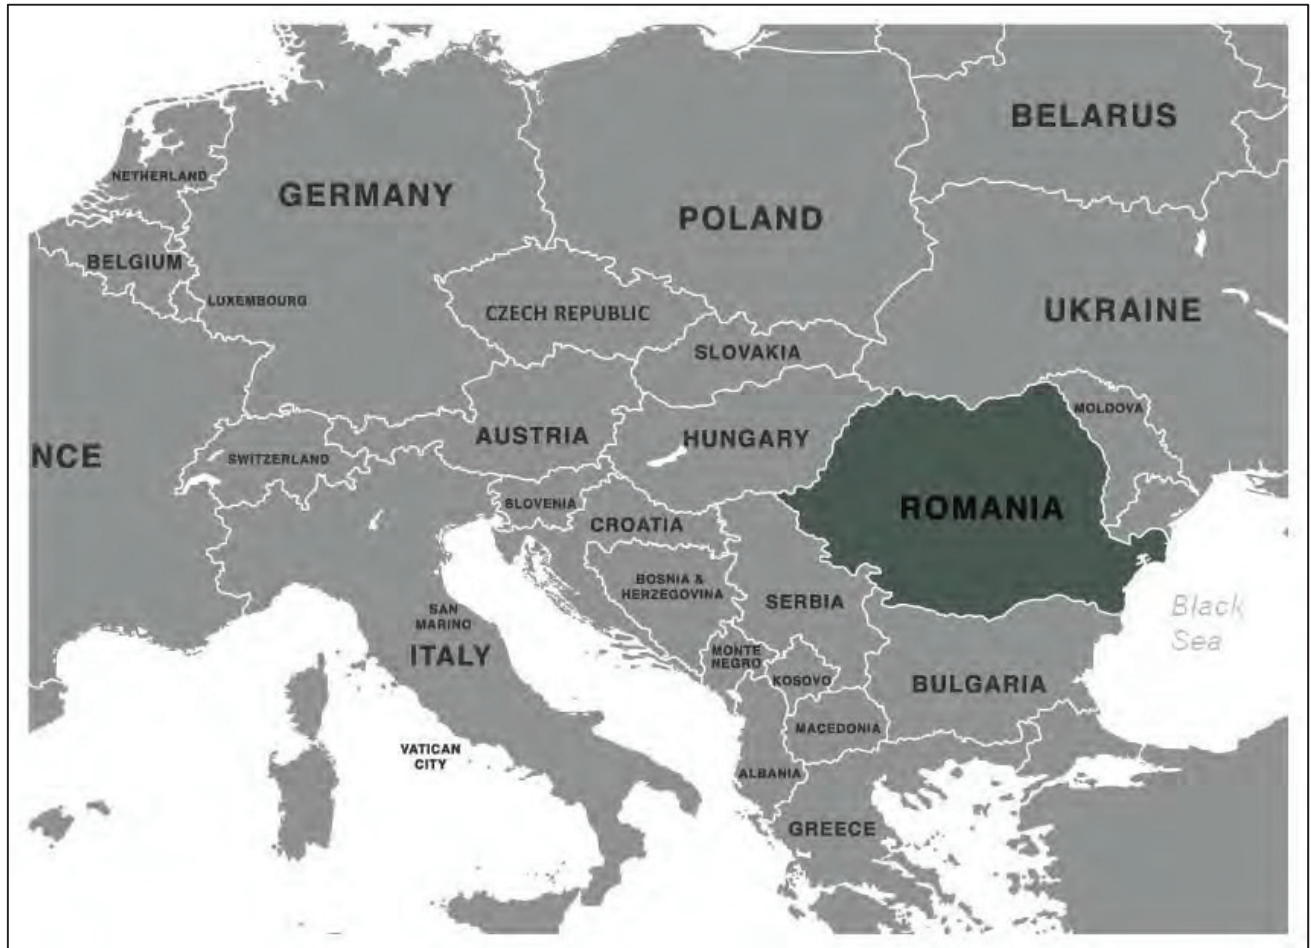 BELARUS
NETHERLAND
GERMANY
POLAND
BELGIUM
LUXEMBOURG
CZECH REPUBLIC
UKRAINE
SLOVAKIA
MOLDOVA
AUSTRIA
HUNGARY
NCE
SWITZERLAND
SLOVENIA
ROMANIA
CROATIA
BOSNIA &
HERZEGOVINA
SERBIA
Black
Sea
SAN
MARINO
ITALY
MONTE
NEGRO
KOSOVO
BULGARIA
MACEDONIA
VATICAN
CITY
ALBANIA
GREECE